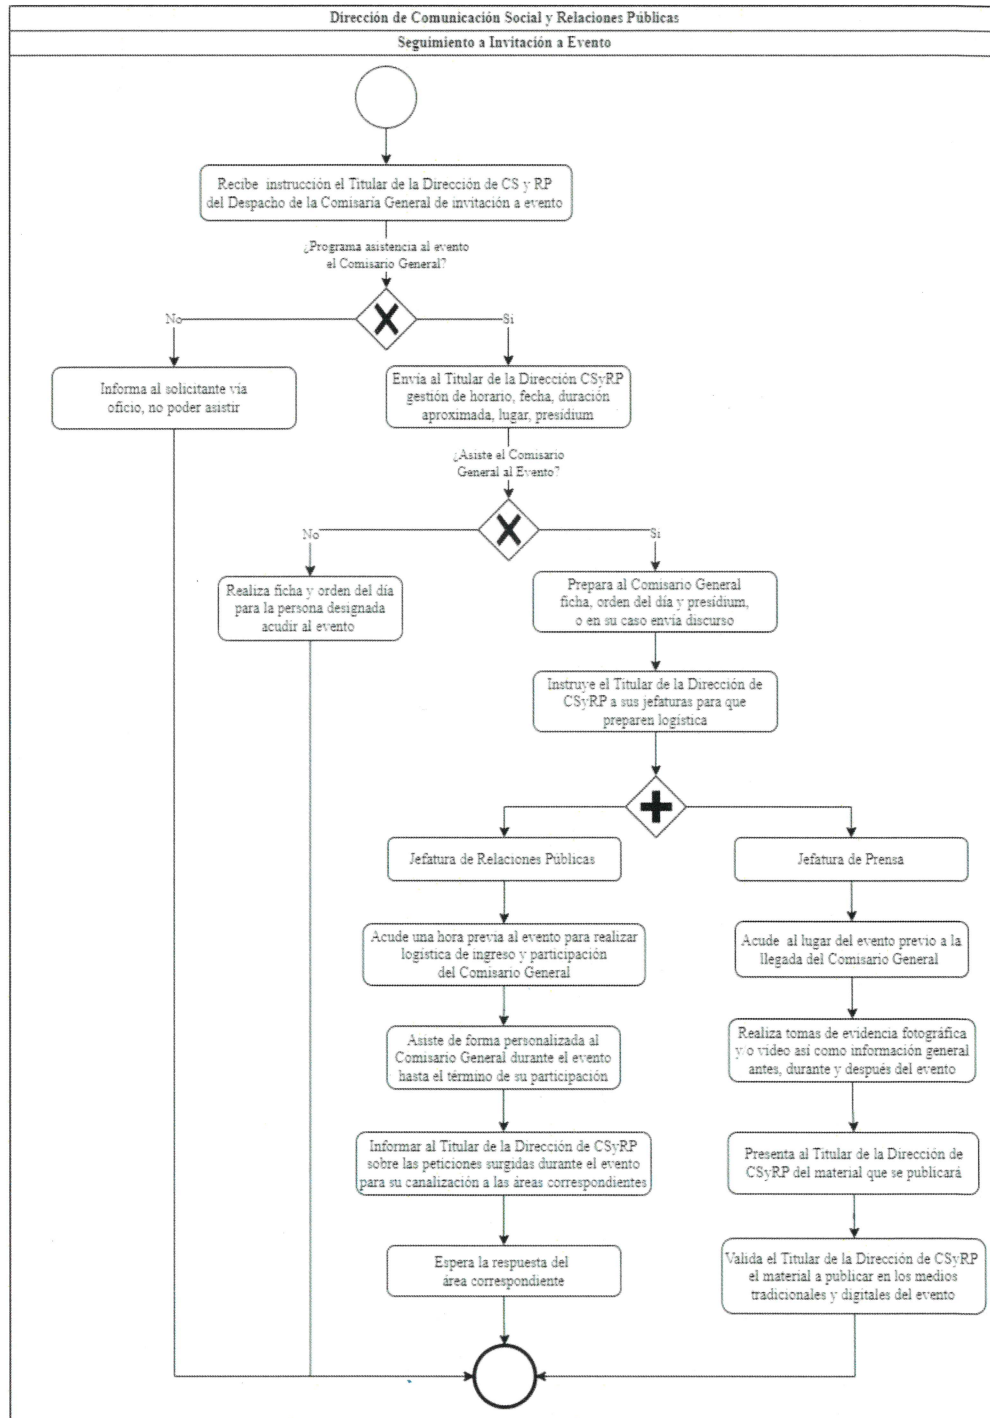 Dirección de Comunicación Social y Relaciones Públicas
Seguimiento a Invitación a Evento
Recibe instrucción el Titular de la Dirección de CS y RP
del Despacho de la Comisaría General de invitación a evento
¿Programa asistencia al evento
el Comisario General?
No
Si
Informa al solicitante vía
oficio, no poder asistir
Envía al Titular de la Dirección CSyRP
gestión de horario, fecha, duración
aproximada, lugar, presídium
¿Asiste el Comisario
General al Evento?
No
Si
Realiza ficha y orden del día
para la persona designada
acudir al evento
Prepara al Comisario General
ficha, orden del día y presídium,
o en su caso envía discurso
Instruye el Titular de la Dirección de
CSyRP a sus jefaturas para que
preparen logística
Jefatura de Relaciones Públicas
Acude una hora previa al evento para realizar
logística de ingreso y participación
del Comisario General
Asiste de forma personalizada al
Comisario General durante el evento
hasta el término de su participación
Informar al Titular de la Dirección de CSyRP
sobre las peticiones surgidas durante el evento
para su canalización a las áreas correspondientes
Espera la respuesta del
área correspondiente
Jefatura de Prensa
Acude al lugar del evento previo a la
llegada del Comisario General
Realiza tomas de evidencia fotográfica
y o video así como información general
antes, durante y después del evento
Presenta al Titular de la Dirección de
CSyRP del material que se publicará
Valida el Titular de la Dirección de CSyRP
el material a publicar en los medios
tradicionales y digitales del evento